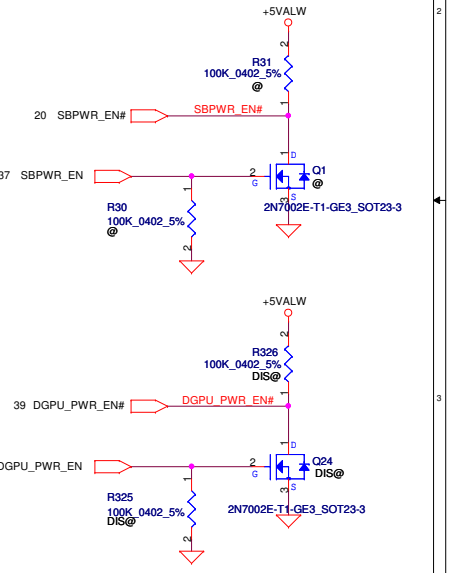 +5VALW
2
2
R31
100K_0402_5%
@
1
20 SBPWR_EN# SBPWR_EN#
1 D
37 SBPWR_EN 2 G Q1
@
1
3 S
R30
100K_0402_5%
@
2N7002E-T1-GE3_SOT23-3
2
+5VALW
2
R326
100K_0402_5%
DIS@
1
3
39 DGPU_PWR_EN# DGPU_PWR_EN#
1 D
DGPU_PWR_EN 2 G Q24
DIS@
1
3 S
R325
100K_0402_5%
DIS@
2N7002E-T1-GE3_SOT23-3
2